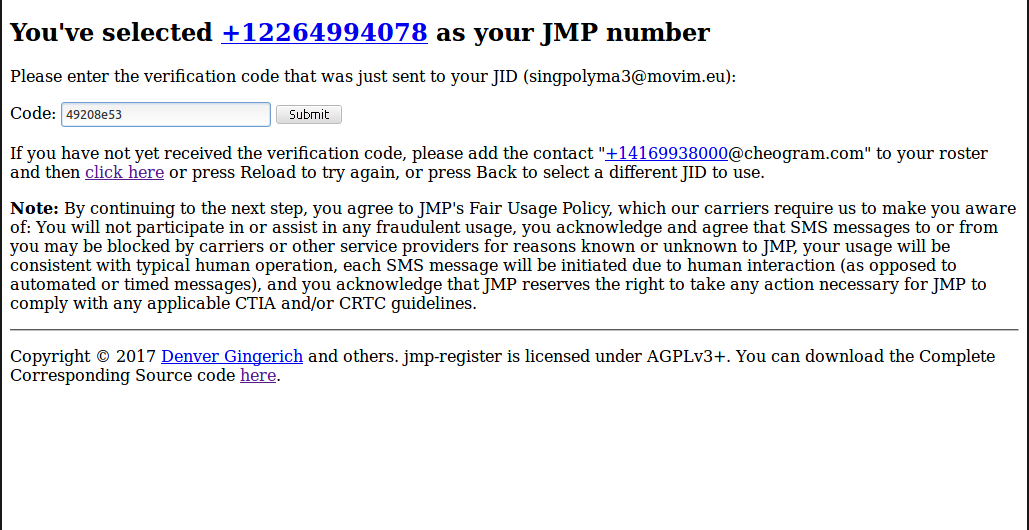 You've selected +12264994078 as your JMP number
Please enter the verification code that was just sent to your JID (singpolyma3@movim.eu):
Code: 49208e53 Submit
If you have not yet received the verification code, please add the contact "+14169938000@cheogram.com" to your roster
and then click here or press Reload to try again, or press Back to select a different JID to use.
Note: By continuing to the next step, you agree to JMP's Fair Usage Policy, which our carriers require us to make you aware
of: You will not participate in or assist in any fraudulent usage, you acknowledge and agree that SMS messages to or from
you may be blocked by carriers or other service providers for reasons known or unknown to JMP, your usage will be
consistent with typical human operation, each SMS message will be initiated due to human interaction (as opposed to
automated or timed messages), and you acknowledge that JMP reserves the right to take any action necessary for JMP to
comply with any applicable CTIA and/or CRTC guidelines.
Copyright © 2017 Denver Gingerich and others. jmp-register is licensed under AGPLv3+. You can download the Complete
Corresponding Source code here.